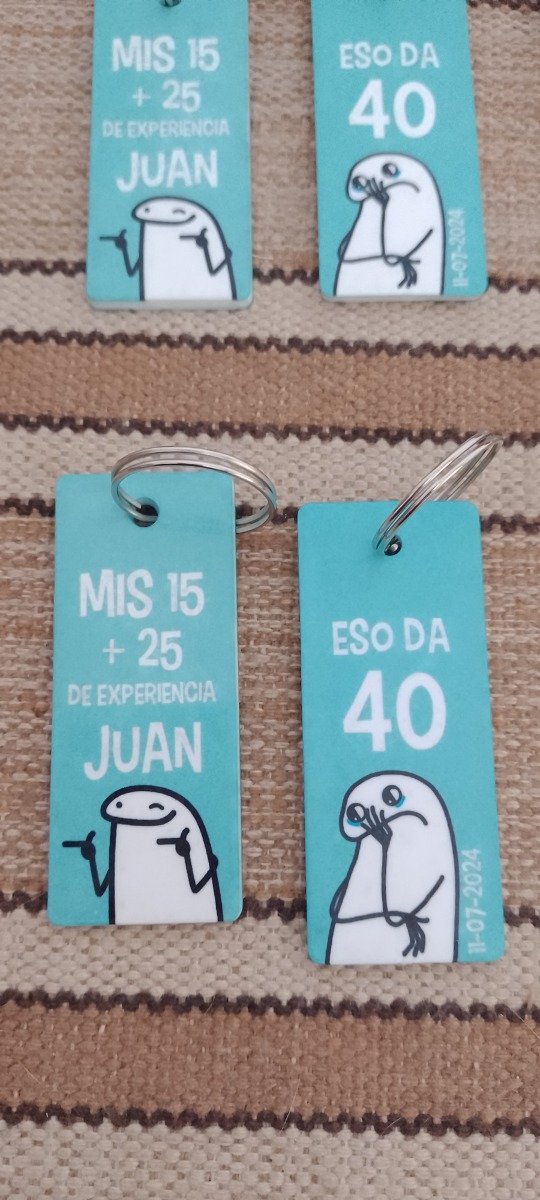 MIS 15
+ 25
DE EXPERIENCIA
JUAN
ESO DA
40
11-07-2024
MIS 15
+ 25
DE EXPERIENCIA
JUAN
ESO DA
40
11-07-2024